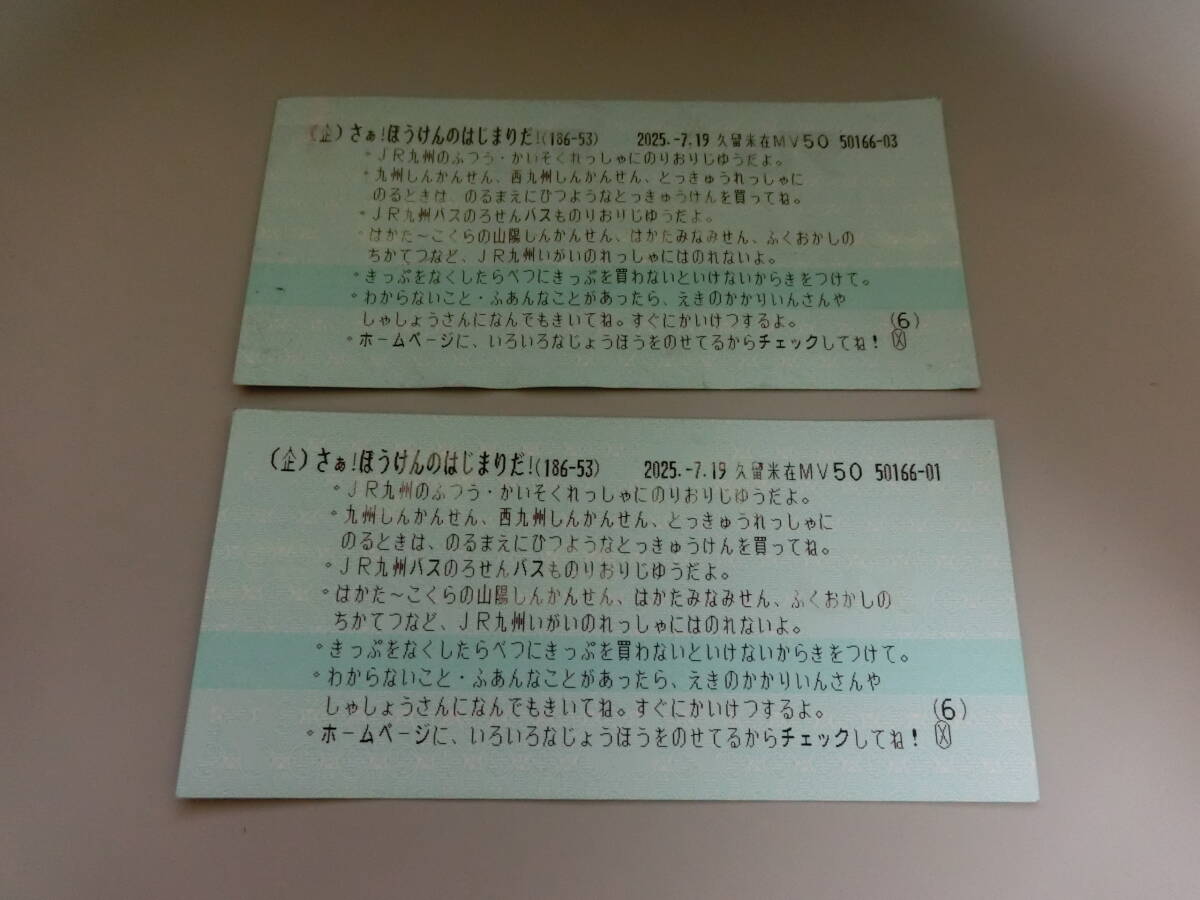 (企)さぁ!ぼうけんのはじまりだ!(186-53) 2025.-7.19 久留米在MV50 50166-03
・JR九州のふつう・かいそくれっしゃにのりおりじゆうだよ。
・九州しんかんせん、西九州しんかんせん、とっきゅうれっしゃに
のるときは、のるまえにひつようなとっきゅうけんを買ってね。
・JR九州バスのろせんバスものりおりじゆうだよ。
・はかた〜こくらの山陽しんかんせん、はかたみなみせん、ふくおかしの
ちかてつなど、JR九州いがいのれっしゃにはのれないよ。
・きっぷをなくしたらべつにきっぷを買わないといけないからきをつけて。
・わからないこと・ふあんなことがあったら、えきのかかりいんさんや
しゃしょうさんになんでもきいてね。すぐにかいけつするよ。 (6)
・ホームページに、いろいろなじょうほうをのせてるからチェックしてね! Ⓧ
(企)さぁ!ぼうけんのはじまりだ!(186-53) 2025.-7.19 久留米在MV50 50166-01
・JR九州のふつう・かいそくれっしゃにのりおりじゆうだよ。
・九州しんかんせん、西九州しんかんせん、とっきゅうれっしゃに
のるときは、のるまえにひつようなとっきゅうけんを買ってね。
・JR九州バスのろせんバスものりおりじゆうだよ。
・はかた〜こくらの山陽しんかんせん、はかたみなみせん、ふくおかしの
ちかてつなど、JR九州いがいのれっしゃにはのれないよ。
・きっぷをなくしたらべつにきっぷを買わないといけないからきをつけて。
・わからないこと・ふあんなことがあったら、えきのかかりいんさんや
しゃしょうさんになんでもきいてね。すぐにかいけつするよ。 (6)
・ホームページに、いろいろなじょうほうをのせてるからチェックしてね! Ⓧ